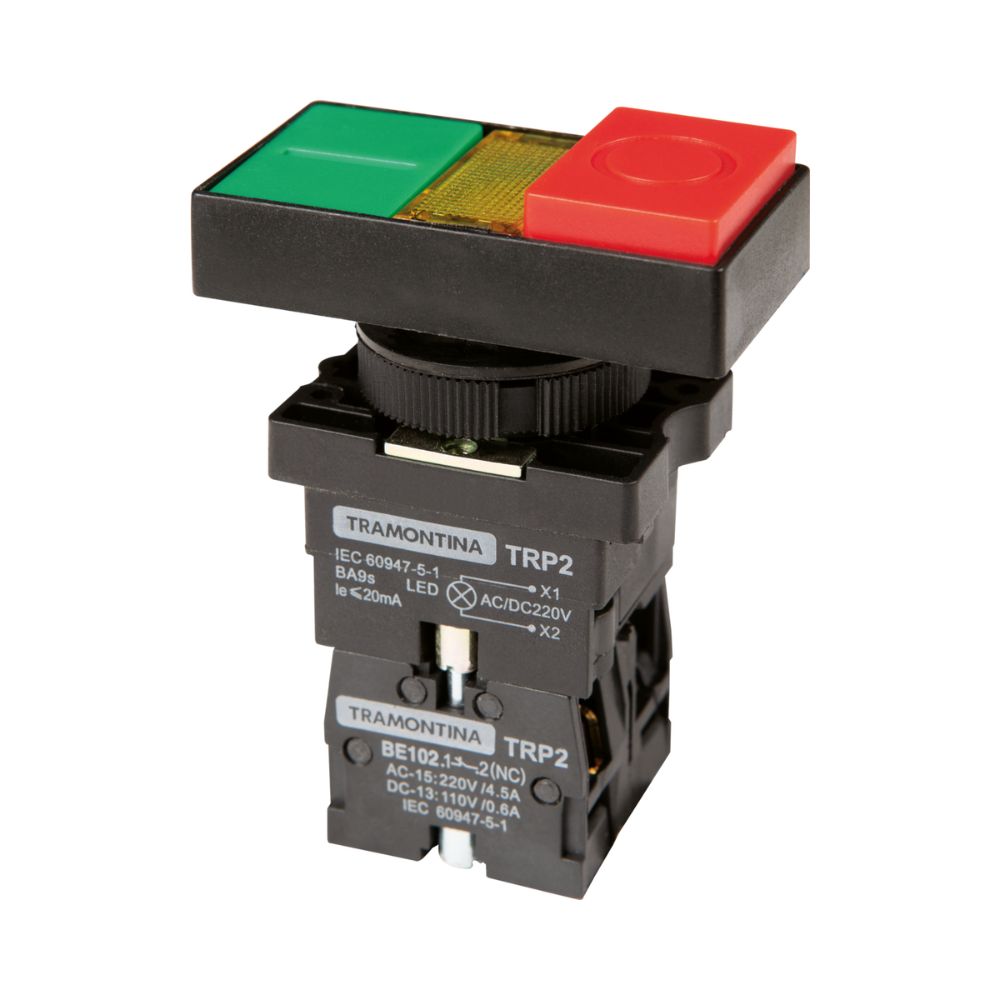 TRAMONTINA TRP2
IEC 60947-5-1
BA9s
Ie⩽20mA
LED
X1
AC/DC220V
X2
TRAMONTINA TRP2
BE102.1 .2(NC)
AC-15:220V/4.5A
DC-13:110V/0.6A
IEC 60947-5-1